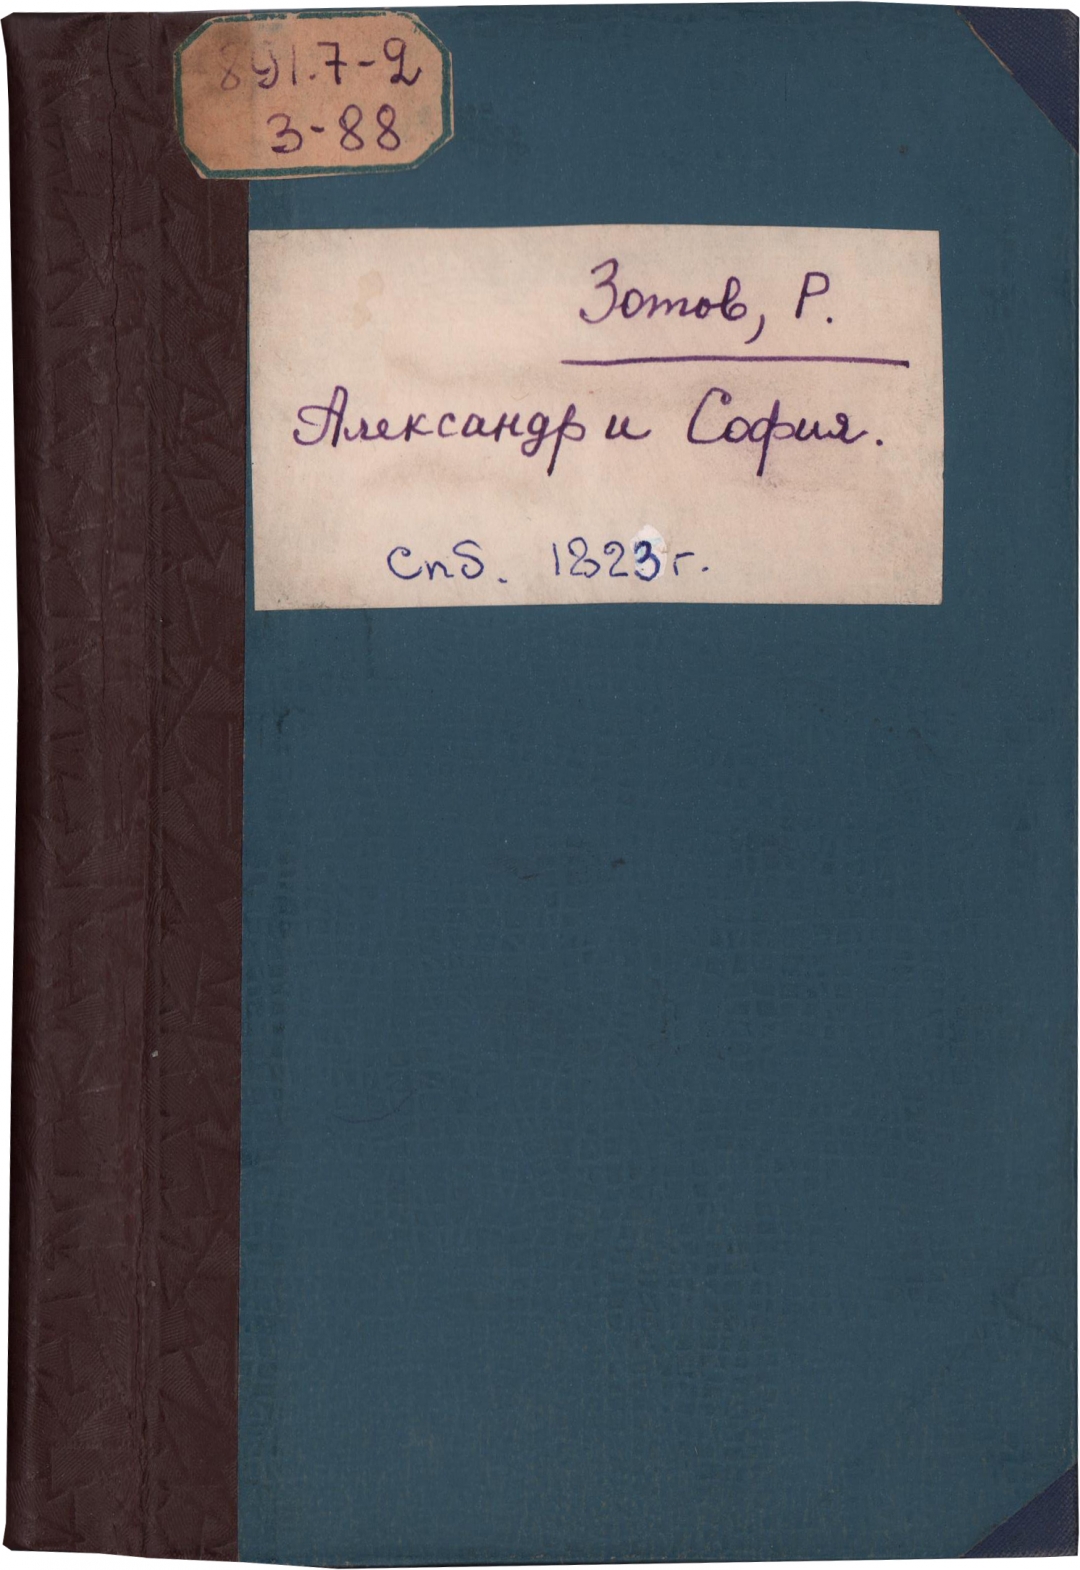 891.7-2
З-88
Зотов, Р.
Александр и София.
Спб. 1823 г.